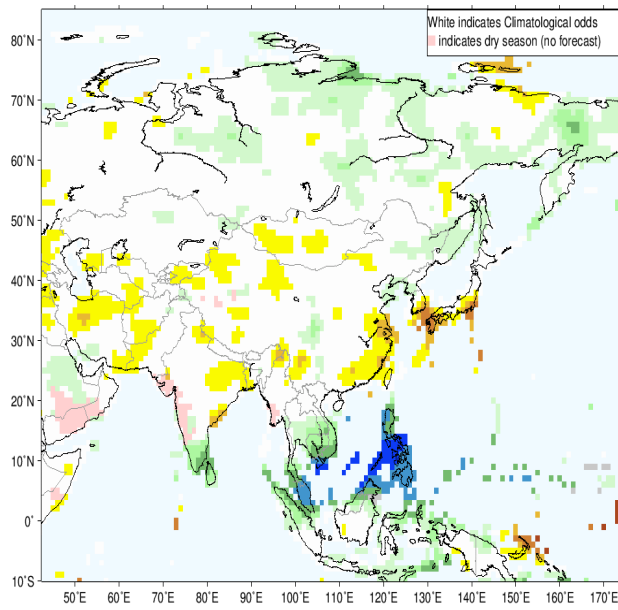 White indicates Climatological odds
indicates dry season (no forecast)
80°N
70°N
60°N
50°N
40°N
30°N
20°N
10°N
0°
10°S
50°E
60°E
70°E
80°E
90°E
100°E
110°E
120°E
130°E
140°E
150°E
160°E
170°E